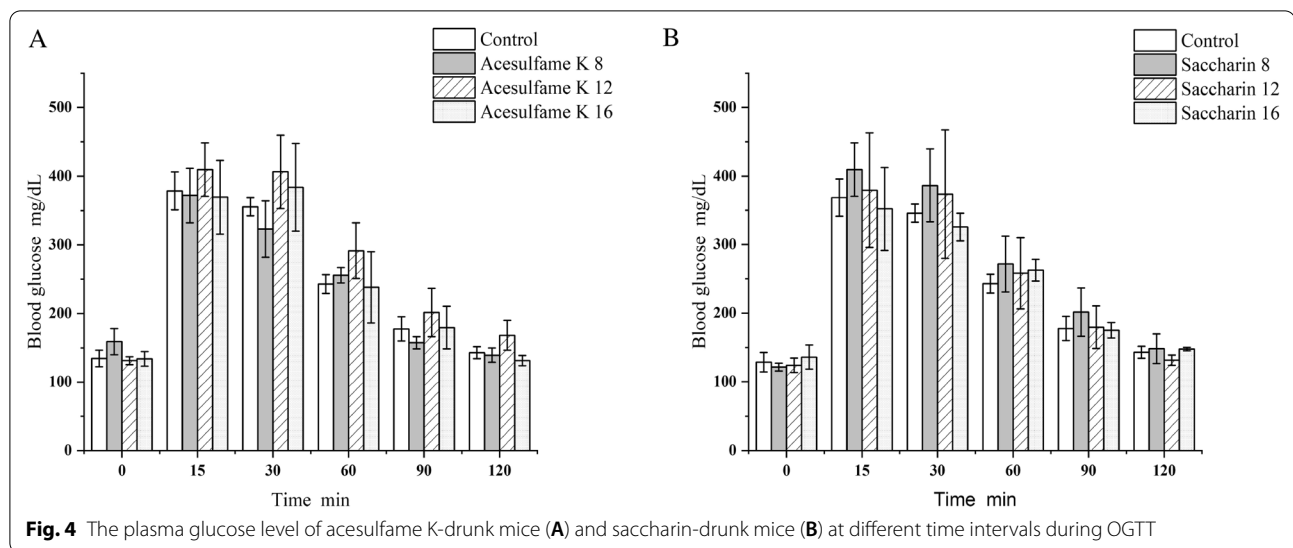 A
Control
Acesulfame K 8
Acesulfame K 12
Acesulfame K 16
Blood glucose mg/dL
500
400
300
200
100
0
0 15 30 60 90 120
Time min
B
Control
Saccharin 8
Saccharin 12
Saccharin 16
Blood glucose mg/dL
500
400
300
200
100
0
0 15 30 60 90 120
Time min
Fig. 4 The plasma glucose level of acesulfame K-drunk mice (A) and saccharin-drunk mice (B) at different time intervals during OGTT